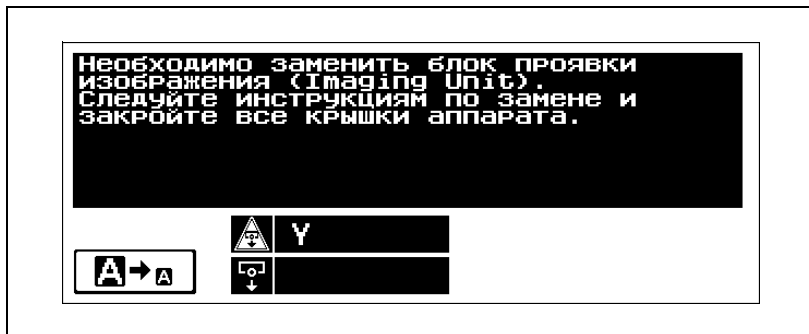 Необходимо заменить блок проявки
изображения (Imaging Unit).
Следуйте инструкциям по замене и
закройте все крышки аппарата.
Y
A→A